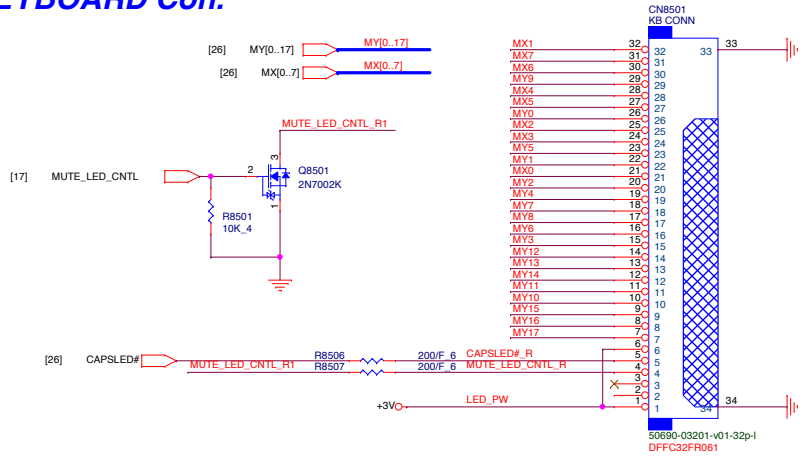 KEYBOARD Con.
CN8501
KB CONN
[26] MY[0..17] MY[0..17]
[26] MX[0..7] MX[0..7]
MX1 32 32 33 33
MX7 31 31
MX6 30 30
MY9 29 29
MX4 28 28
MX5 27 27
MY0 26 26
MX2 25 25
MX3 24 24
MY5 23 23
MY1 22 22
MX0 21 21
MY2 20 20
MY4 19 19
MY7 18 18
MY8 17 17
MY6 16 16
MY3 15 15
MY12 14 14
MY13 13 13
MY14 12 12
MY11 11 11
MY10 10 10
MY15 9 9
MY16 8 8
MY17 7 7
6 6
5 5
4 4
3 3
2 2
1 1
34 34
MUTE_LED_CNTL_R1
[17] MUTE_LED_CNTL
2
3
1
Q8501
2N7002K
R8501
10K_4
[26] CAPSLED# R8506 200/F_6 CAPSLED#_R
MUTE_LED_CNTL_R1 R8507 200/F_6 MUTE_LED_CNTL_R
+3V LED_PW
50690-03201-v01-32p-l
DFFC32FR061